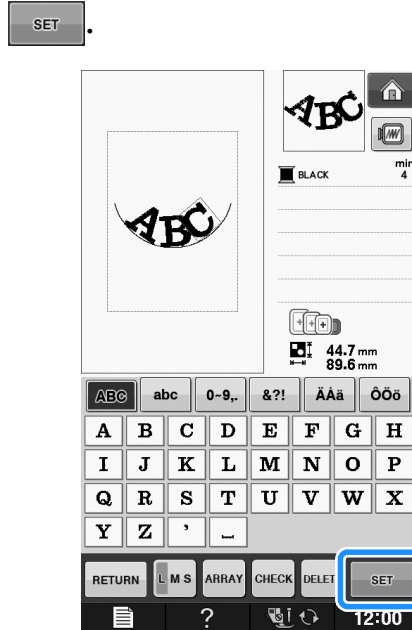 SET .
ABC
ABC
BLACK
min
4
44.7 mm
89.6 mm
ABC abc 0~9,. &?! ÄÅä ÔÖö
A B C D E F G H
I J K L M N O P
Q R S T U V W X
Y Z ' _
RETURN L M S ARRAY CHECK DELET SET
? 12:00